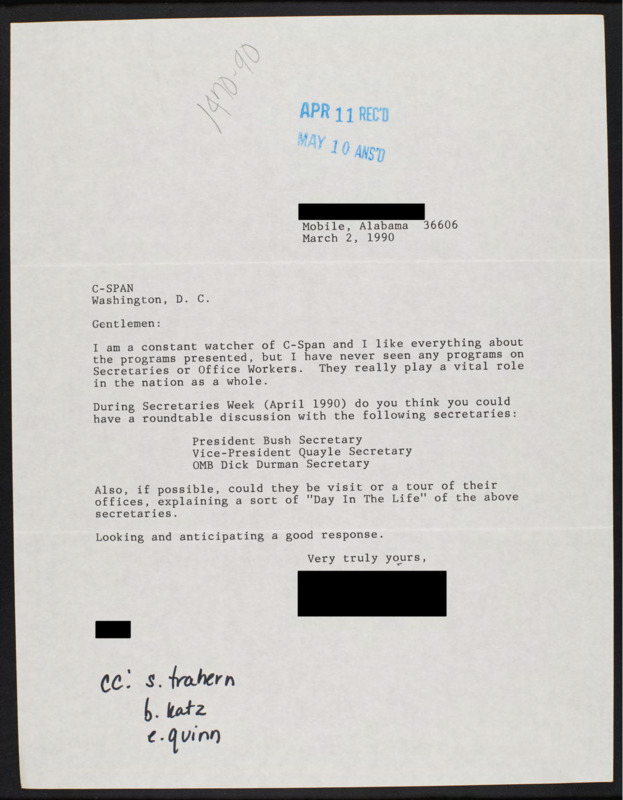 1470-90
APR 11 REC'D
MAY 10 ANS'D
Mobile, Alabama 36606
March 2, 1990
C-SPAN
Washington, D. C.
Gentlemen:
I am a constant watcher of C-Span and I like everything about
the programs presented, but I have never seen any programs on
Secretaries or Office Workers. They really play a vital role
in the nation as a whole.
During Secretaries Week (April 1990) do you think you could
have a roundtable discussion with the following secretaries:
President Bush Secretary
Vice-President Quayle Secretary
OMB Dick Durman Secretary
Also, if possible, could they be visit or a tour of their
offices, explaining a sort of "Day In The Life" of the above
secretaries.
Looking and anticipating a good response.
Very truly yours,
cc: s. trahern
b. katz
e. quinn